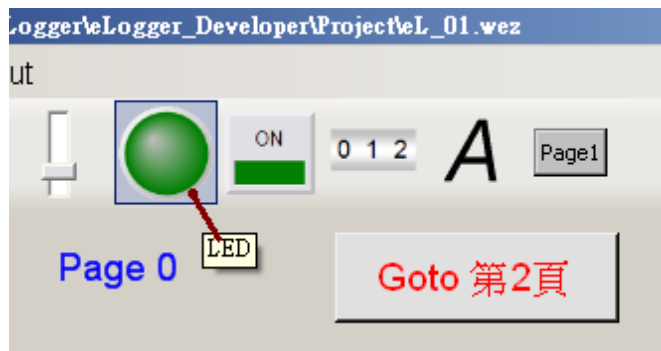 Logger\eLogger_Developer\Project\eL_01.wez
ut
ON
0 1 2
A
Page1
LED
Page 0
Goto 第2頁